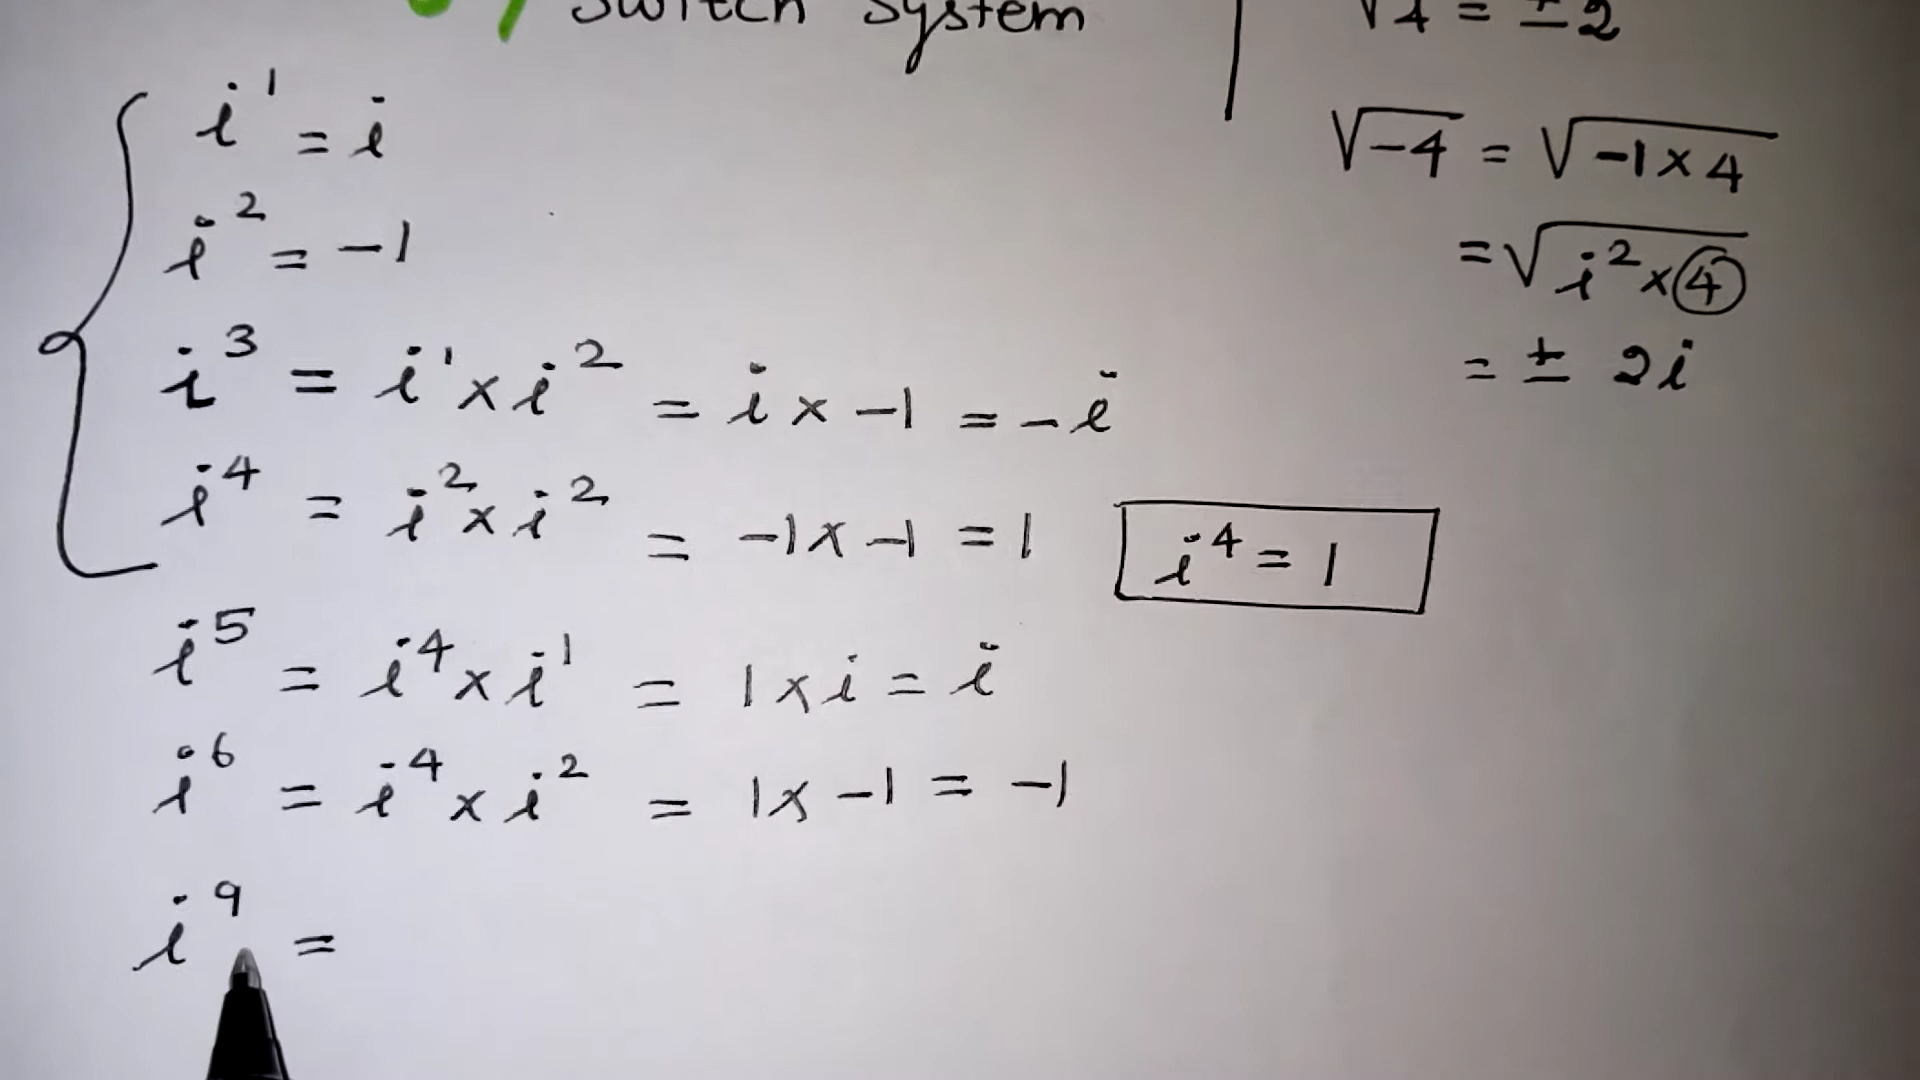 Switch System
i¹ = i
i² = -1
i³ = i¹ × i² = i × -1 = -i
i⁴ = i² × i² = -1 × -1 = 1
i⁴ = 1
i⁵ = i⁴ × i¹ = 1 × i = i
i⁶ = i⁴ × i² = 1 × -1 = -1
i⁹ =
√4 = ±2
√-4 = √-1×4
= √i²×4
= ± 2i